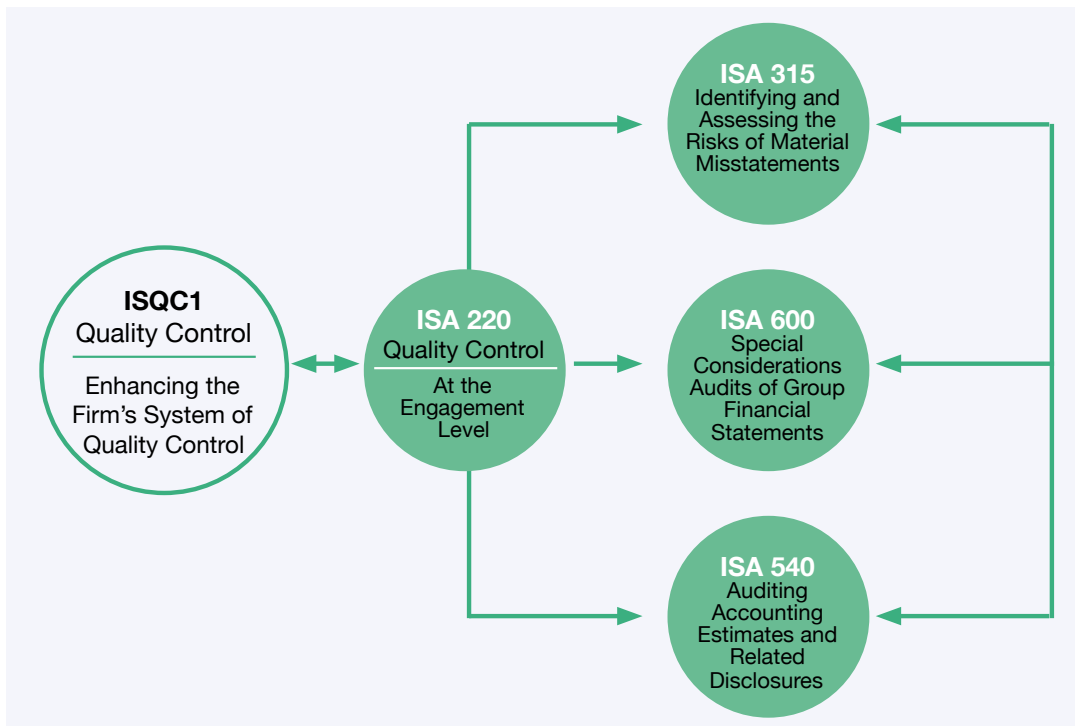 ISQC1
Quality Control
Enhancing the
Firm's System of
Quality Control
ISA 220
Quality Control
At the
Engagement
Level
ISA 315
Identifying and
Assessing the
Risks of Material
Misstatements
ISA 600
Special
Considerations
Audits of Group
Financial
Statements
ISA 540
Auditing
Accounting
Estimates and
Related
Disclosures